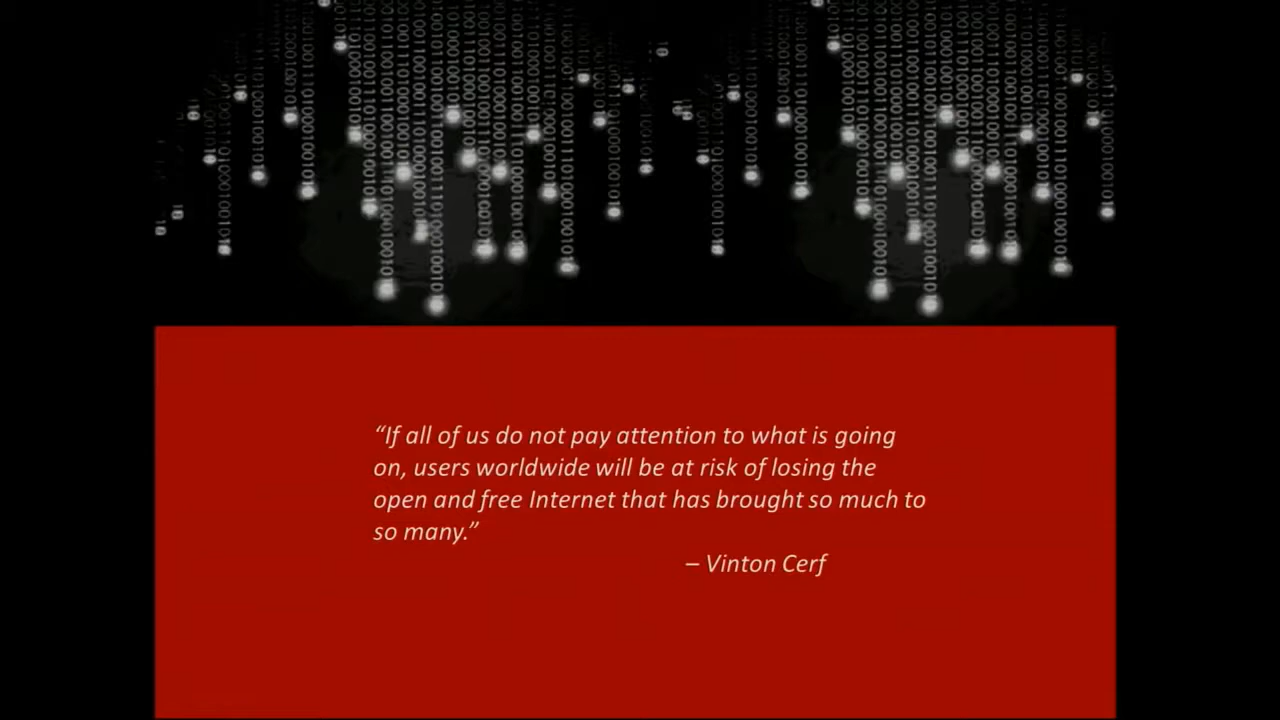 “If all of us do not pay attention to what is going
on, users worldwide will be at risk of losing the
open and free Internet that has brought so much to
so many.”
– Vinton Cerf